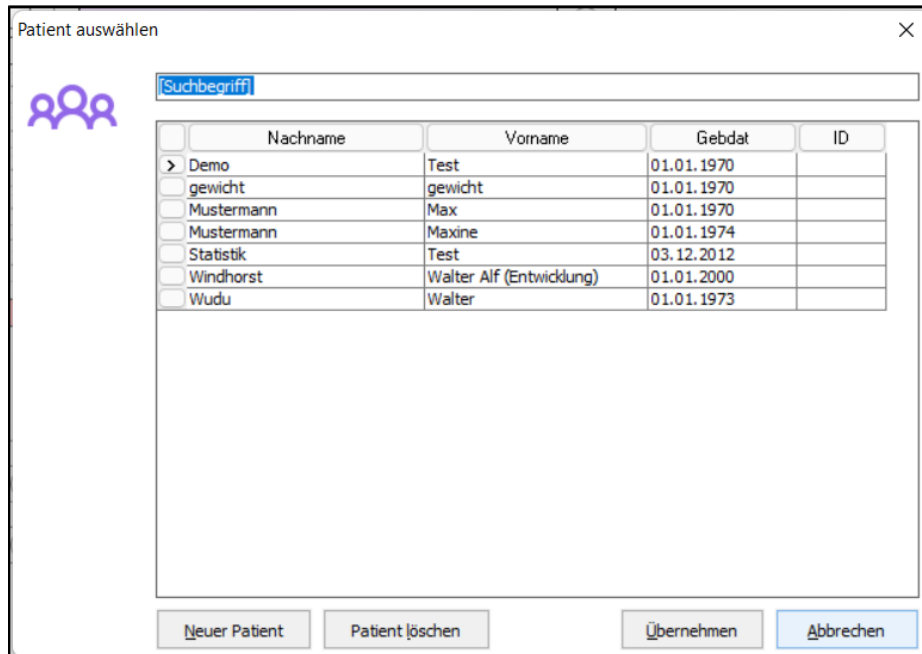 Patient auswählen
[Suchbegriff]
Nachname Vorname Gebdat ID
Demo Test 01.01.1970
gewicht gewicht 01.01.1970
Mustermann Max 01.01.1970
Mustermann Maxine 01.01.1974
Statistik Test 03.12.2012
Windhorst Walter Alf (Entwicklung) 01.01.2000
Wudu Walter 01.01.1973
Neuer Patient Patient löschen Übernehmen Abbrechen